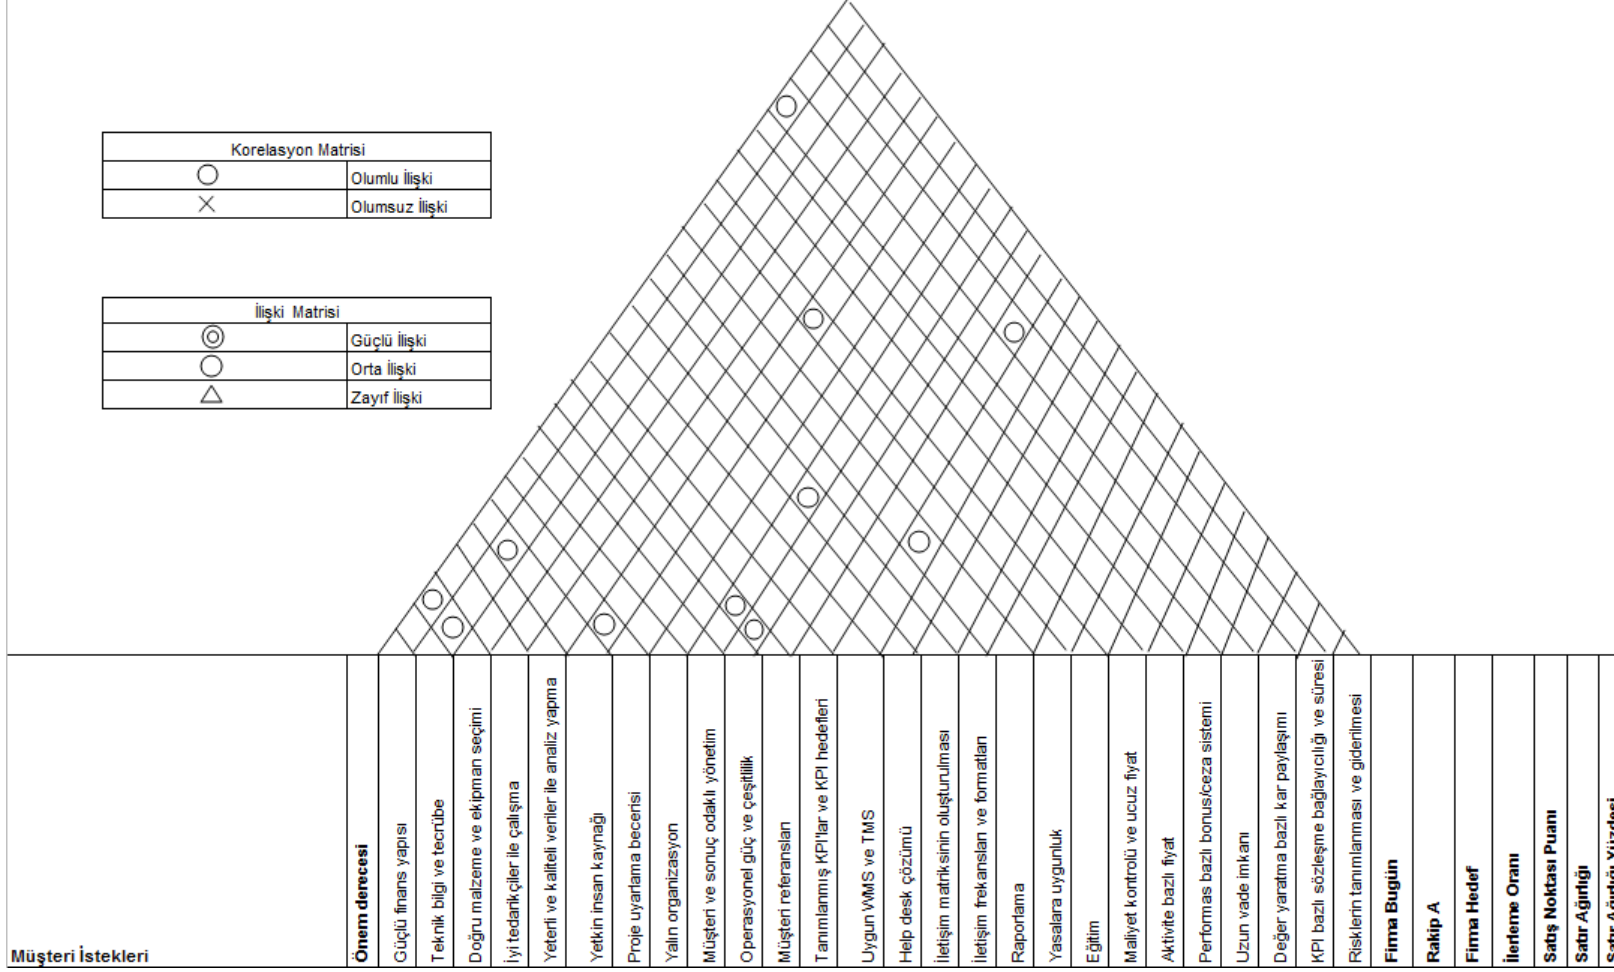 Korelasyon Matrisi
Olumlu İlişki
Olumsuz İlişki
İlişki Matrisi
Güçlü İlişki
Orta İlişki
Zayıf İlişki
Müşteri İstekleri
Önem derecesi
Güçlü finans yapısı
Teknik bilgi ve tecrübe
Doğru malzeme ve ekipman seçimi
İyi tedarikçiler ile çalışma
Yeterli ve kaliteli veriler ile analiz yapma
Yetkin insan kaynağı
Proje uyarlama becerisi
Yalın organizasyon
Müşteri ve sonuç odaklı yönetim
Operasyonel güç ve çeşitlilik
Müşteri referansları
Tanımlanmış KPI'lar ve KPI hedefleri
Uygun WMS ve TMS
Help desk çözümü
İletişim matriksinin oluşturulması
İletişim frekansları ve formatları
Raporlama
Yasalara uygunluk
Eğitim
Maliyet kontrolü ve ucuz fiyat
Aktivite bazlı fiyat
Performas bazlı bonus/ceza sistemi
Uzun vade imkanı
Değer yaratma bazlı kar paylaşımı
KPI bazlı sözleşme bağlayıcılığı ve süresi
Risklerin tanımlanması ve giderilmesi
Firma Bugün
Rakip A
Firma Hedef
İlerleme Oranı
Satış Noktası Puanı
Satır Ağırlığı
Satır Ağırlığı Yüzdesi